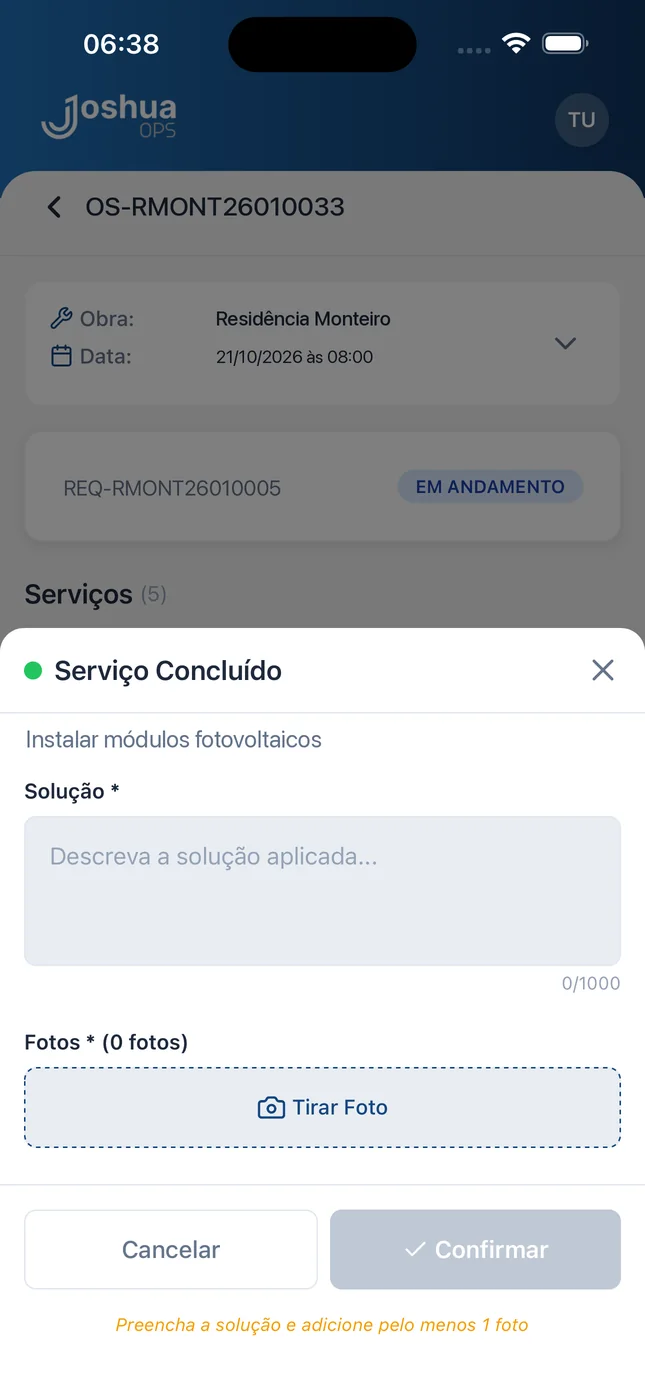 06:38
Joshua
OPS
TU
OS-RMONT26010033
Obra: Residência Monteiro
Data: 21/10/2026 às 08:00
REQ-RMONT26010005 EM ANDAMENTO
Serviços (5)
Serviço Concluído
Instalar módulos fotovoltaicos
Solução *
Descreva a solução aplicada...
0/1000
Fotos * (0 fotos)
Tirar Foto
Cancelar
Confirmar
Preencha a solução e adicione pelo menos 1 foto